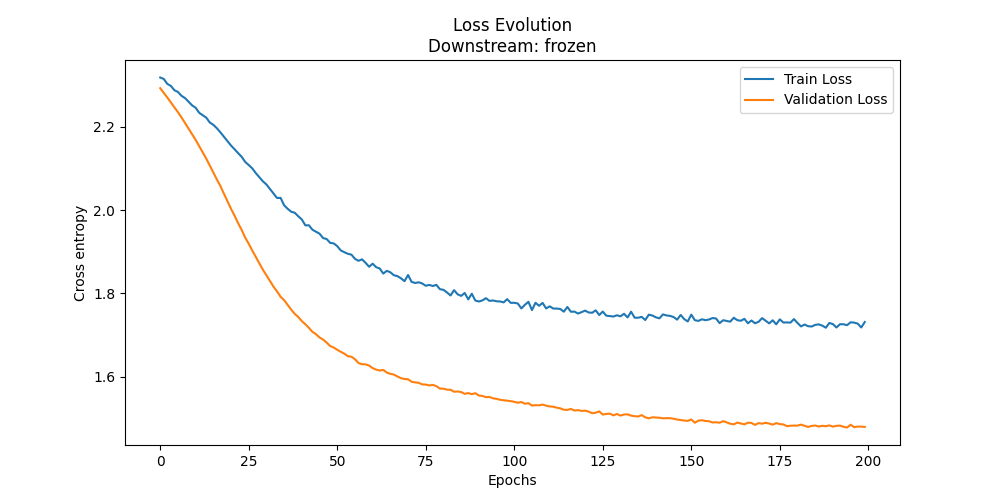 Loss Evolution
Downstream: frozen
Train Loss
Validation Loss
Cross entropy
2.2
2.0
1.8
1.6
0 25 50 75 100 125 150 175 200
Epochs